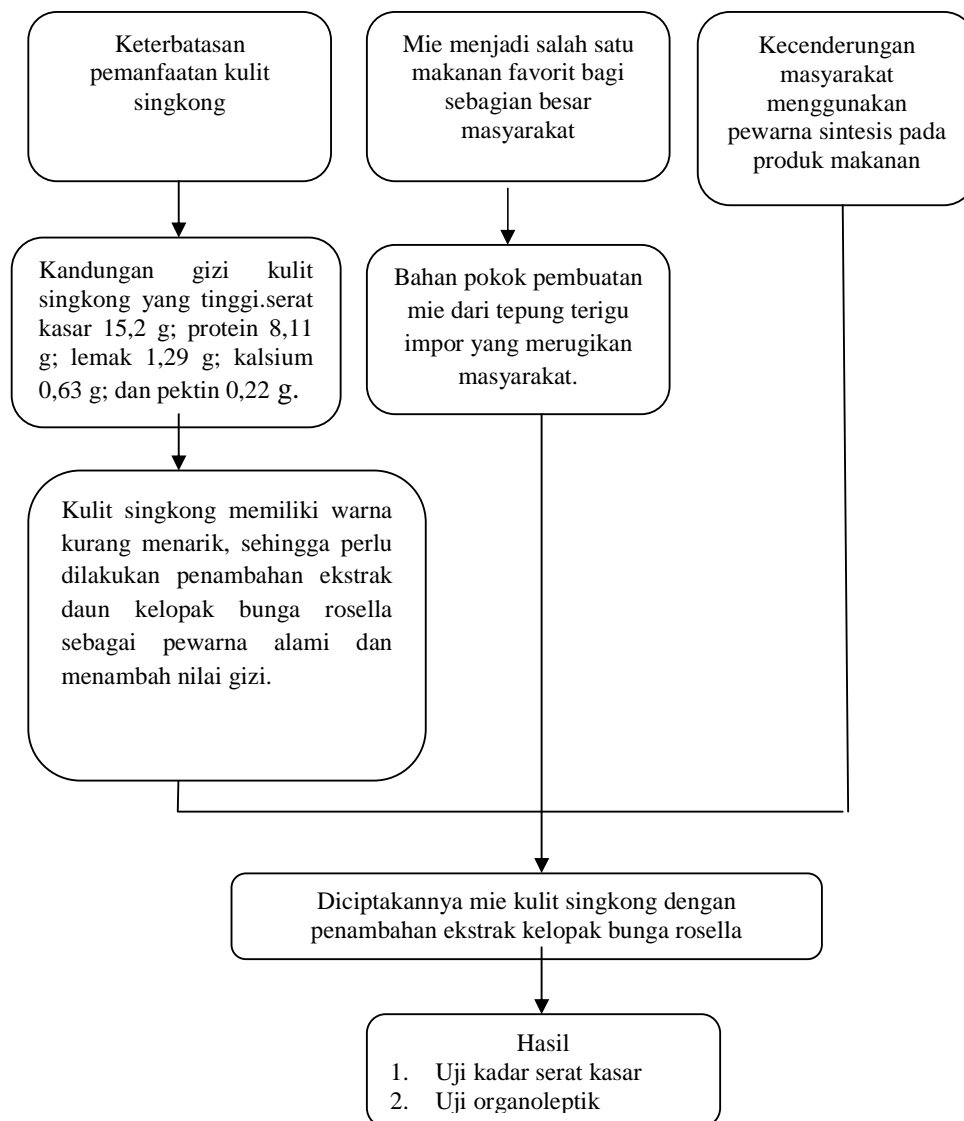 Keterbatasan
pemanfaatan kulit
singkong
Mie menjadi salah satu
makanan favorit bagi
sebagian besar
masyarakat
Kecenderungan
masyarakat
menggunakan
pewarna sintesis pada
produk makanan
Kandungan gizi kulit
singkong yang tinggi.serat
kasar 15,2 g; protein 8,11
g; lemak 1,29 g; kalsium
0,63 g; dan pektin 0,22 g.
Bahan pokok pembuatan
mie dari tepung terigu
impor yang merugikan
masyarakat.
Kulit singkong memiliki warna
kurang menarik, sehingga perlu
dilakukan penambahan ekstrak
daun kelopak bunga rosella
sebagai pewarna alami dan
menambah nilai gizi.
Diciptakannya mie kulit singkong dengan
penambahan ekstrak kelopak bunga rosella
Hasil
1. Uji kadar serat kasar
2. Uji organoleptik